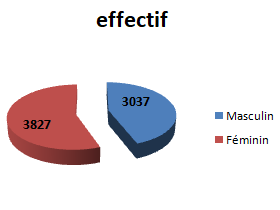 effectif
3037
3827
Masculin
Féminin